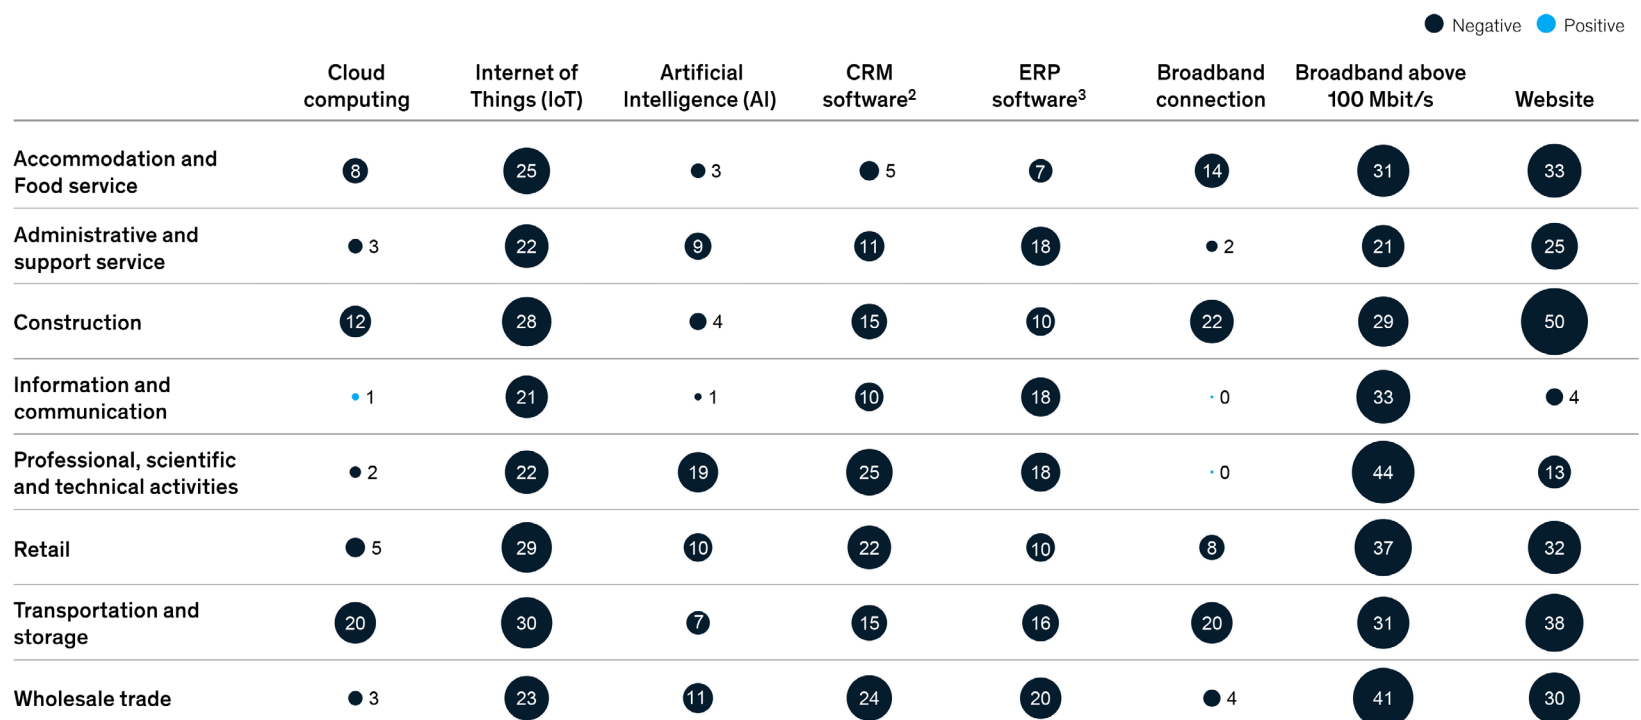 Negative Positive
Cloud computing Internet of Things (IoT) Artificial Intelligence (AI) CRM software2 ERP software3 Broadband connection Broadband above 100 Mbit/s Website
Accommodation and
Food service
8 25 3 5 7 14 31 33
Administrative and
support service
3 22 9 11 18 2 21 25
Construction
12 28 4 15 10 22 29 50
Information and
communication
1 21 1 10 18 0 33 4
Professional, scientific
and technical activities
2 22 19 25 18 0 44 13
Retail
5 29 10 22 10 8 37 32
Transportation and
storage
20 30 7 15 16 20 31 38
Wholesale trade
3 23 11 24 20 4 41 30